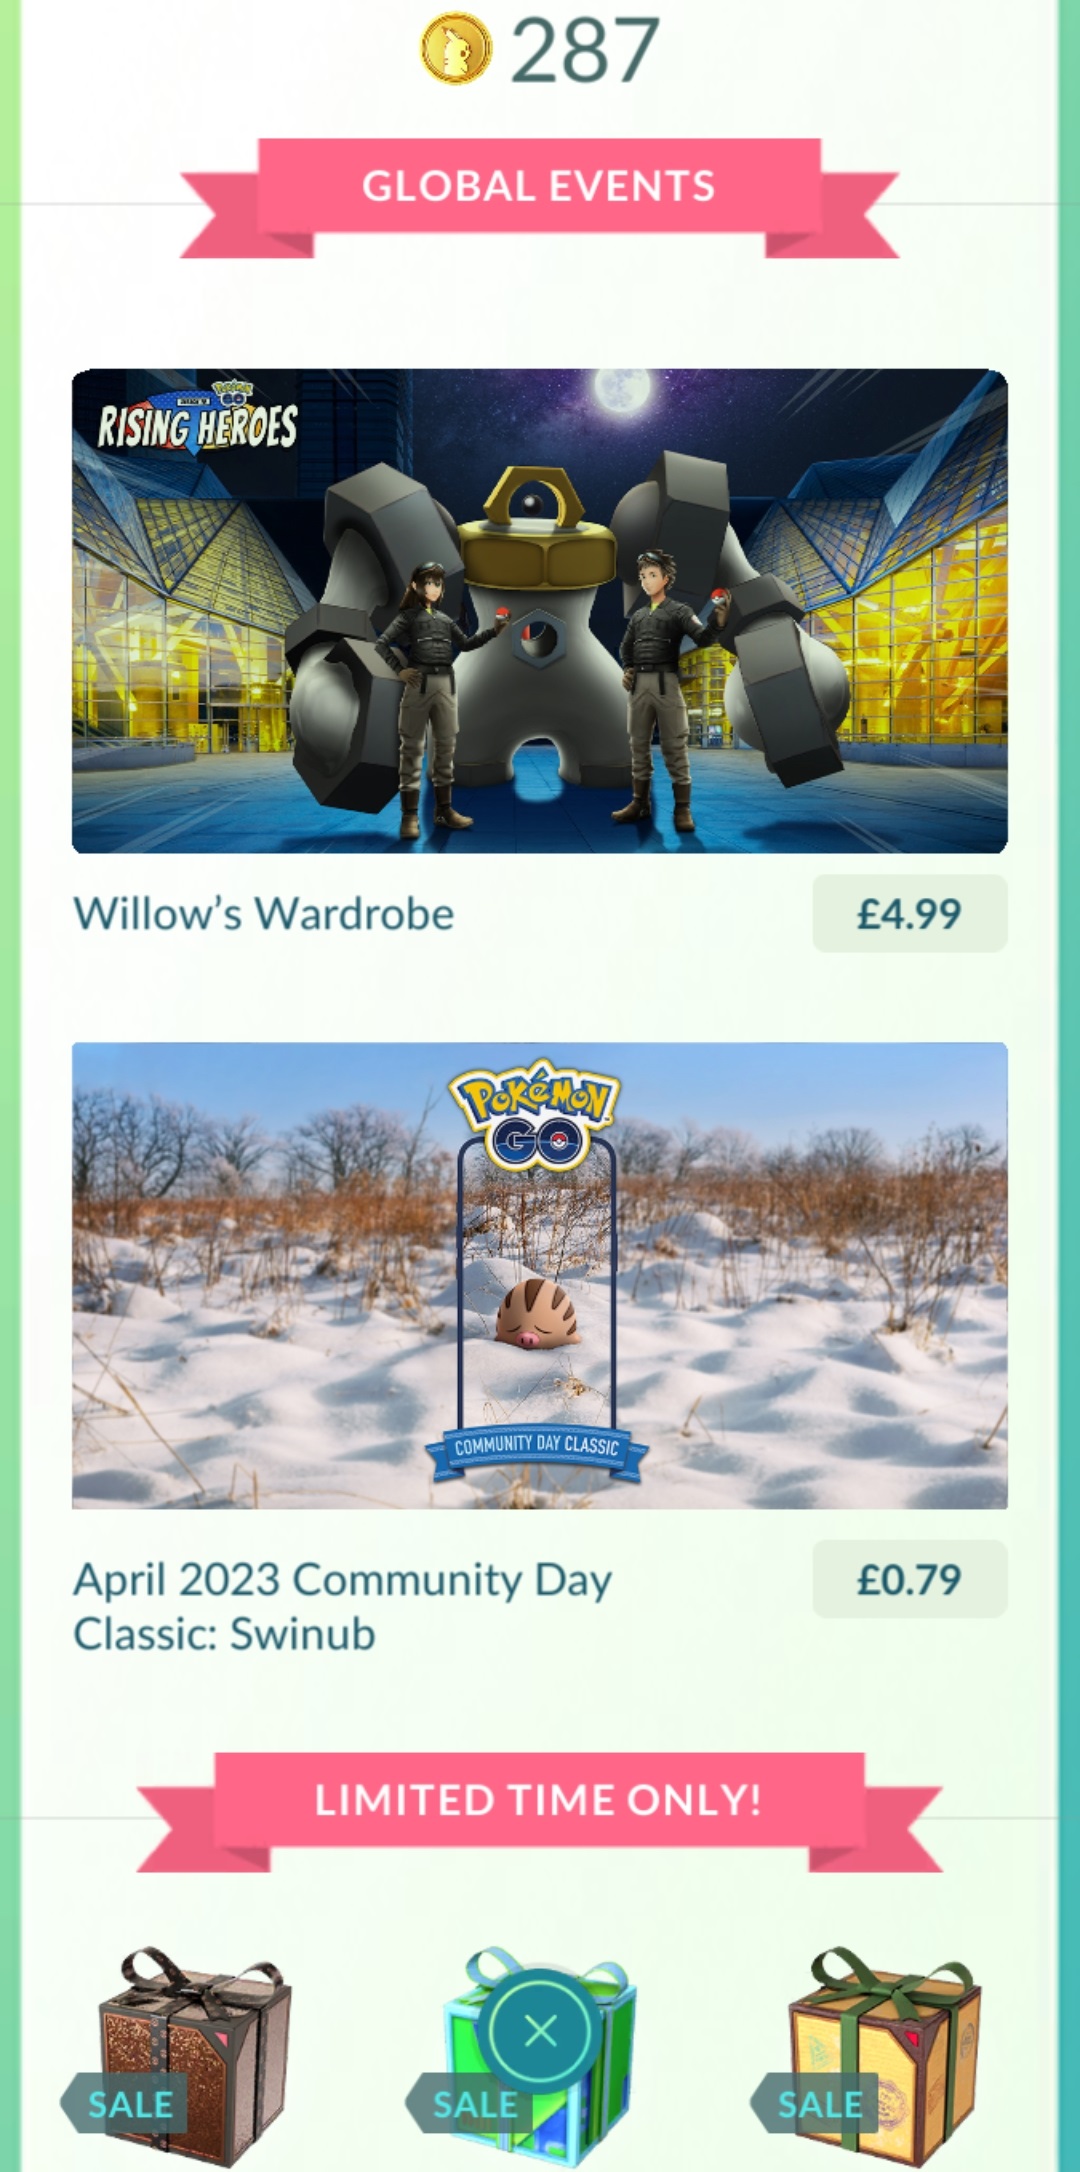 287
GLOBAL EVENTS
Pokémon
GO
RISING HEROES
Willow's Wardrobe
£4.99
Pokémon
GO
COMMUNITY DAY CLASSIC
April 2023 Community Day
Classic: Swinub
£0.79
LIMITED TIME ONLY!
SALE
SALE
SALE